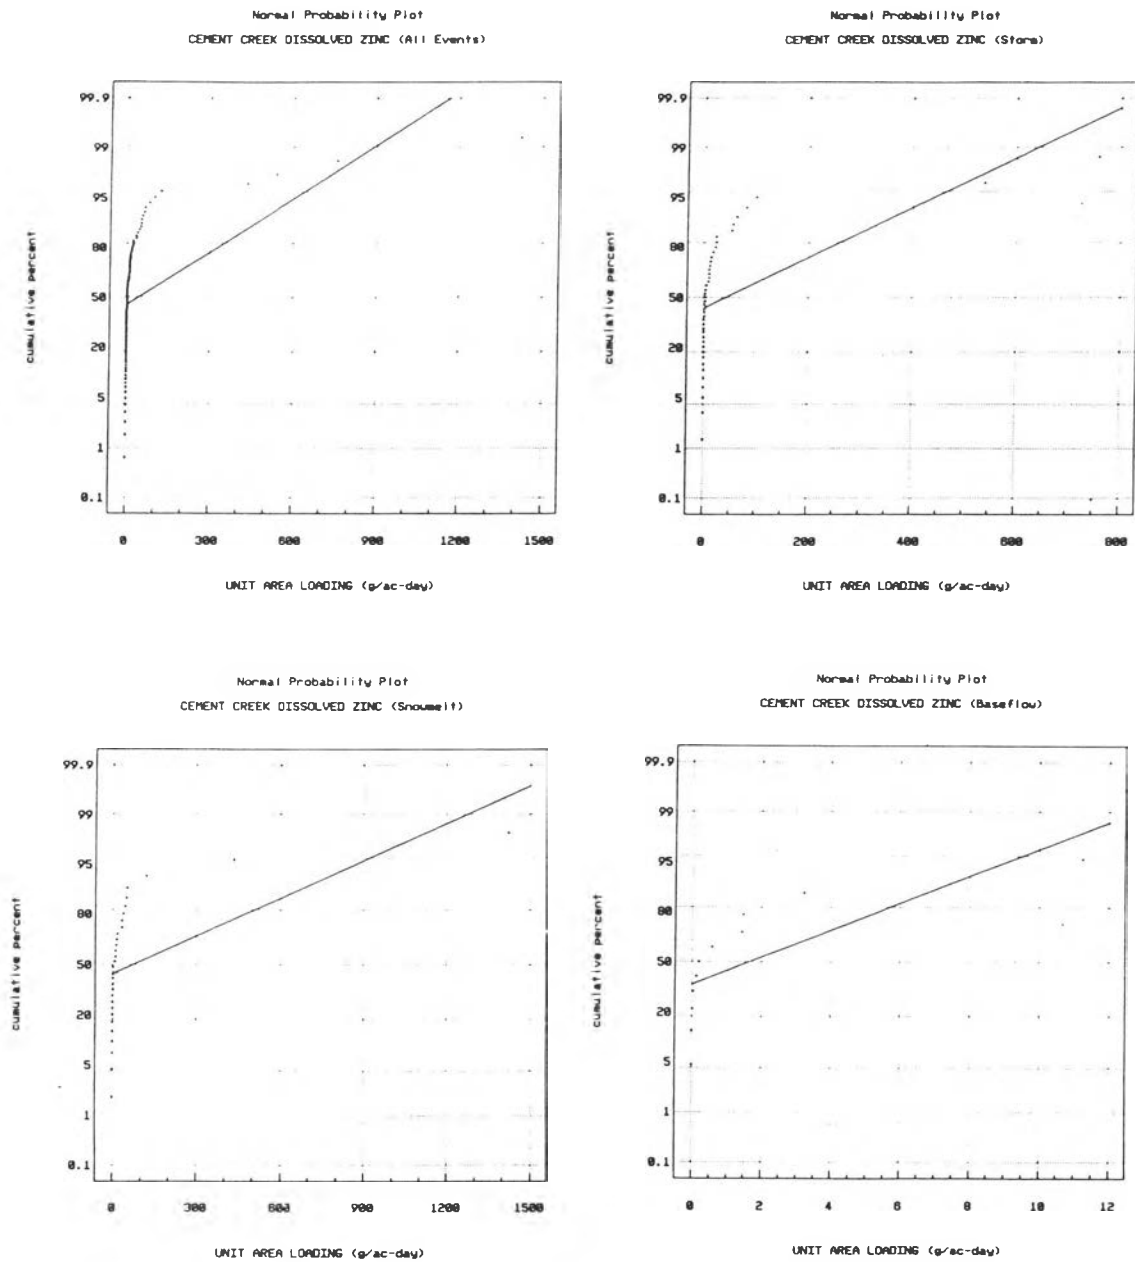 Normal Probability Plot
CEMENT CREEK DISSOLVED ZINC (All Events)
99.9
99
95
80
50
20
5
1
0.1
cumulative percent
0 300 600 900 1200 1500
UNIT AREA LOADING (g/ac-day)
Normal Probability Plot
CEMENT CREEK DISSOLVED ZINC (Storm)
99.9
99
95
80
50
20
5
1
0.1
cumulative percent
0 200 400 600 800
UNIT AREA LOADING (g/ac-day)
Normal Probability Plot
CEMENT CREEK DISSOLVED ZINC (Snowmelt)
99.9
99
95
80
50
20
5
1
0.1
cumulative percent
0 300 600 900 1200 1500
UNIT AREA LOADING (g/ac-day)
Normal Probability Plot
CEMENT CREEK DISSOLVED ZINC (Baseflow)
99.9
99
95
80
50
20
5
1
0.1
cumulative percent
0 2 4 6 8 10 12
UNIT AREA LOADING (g/ac-day)